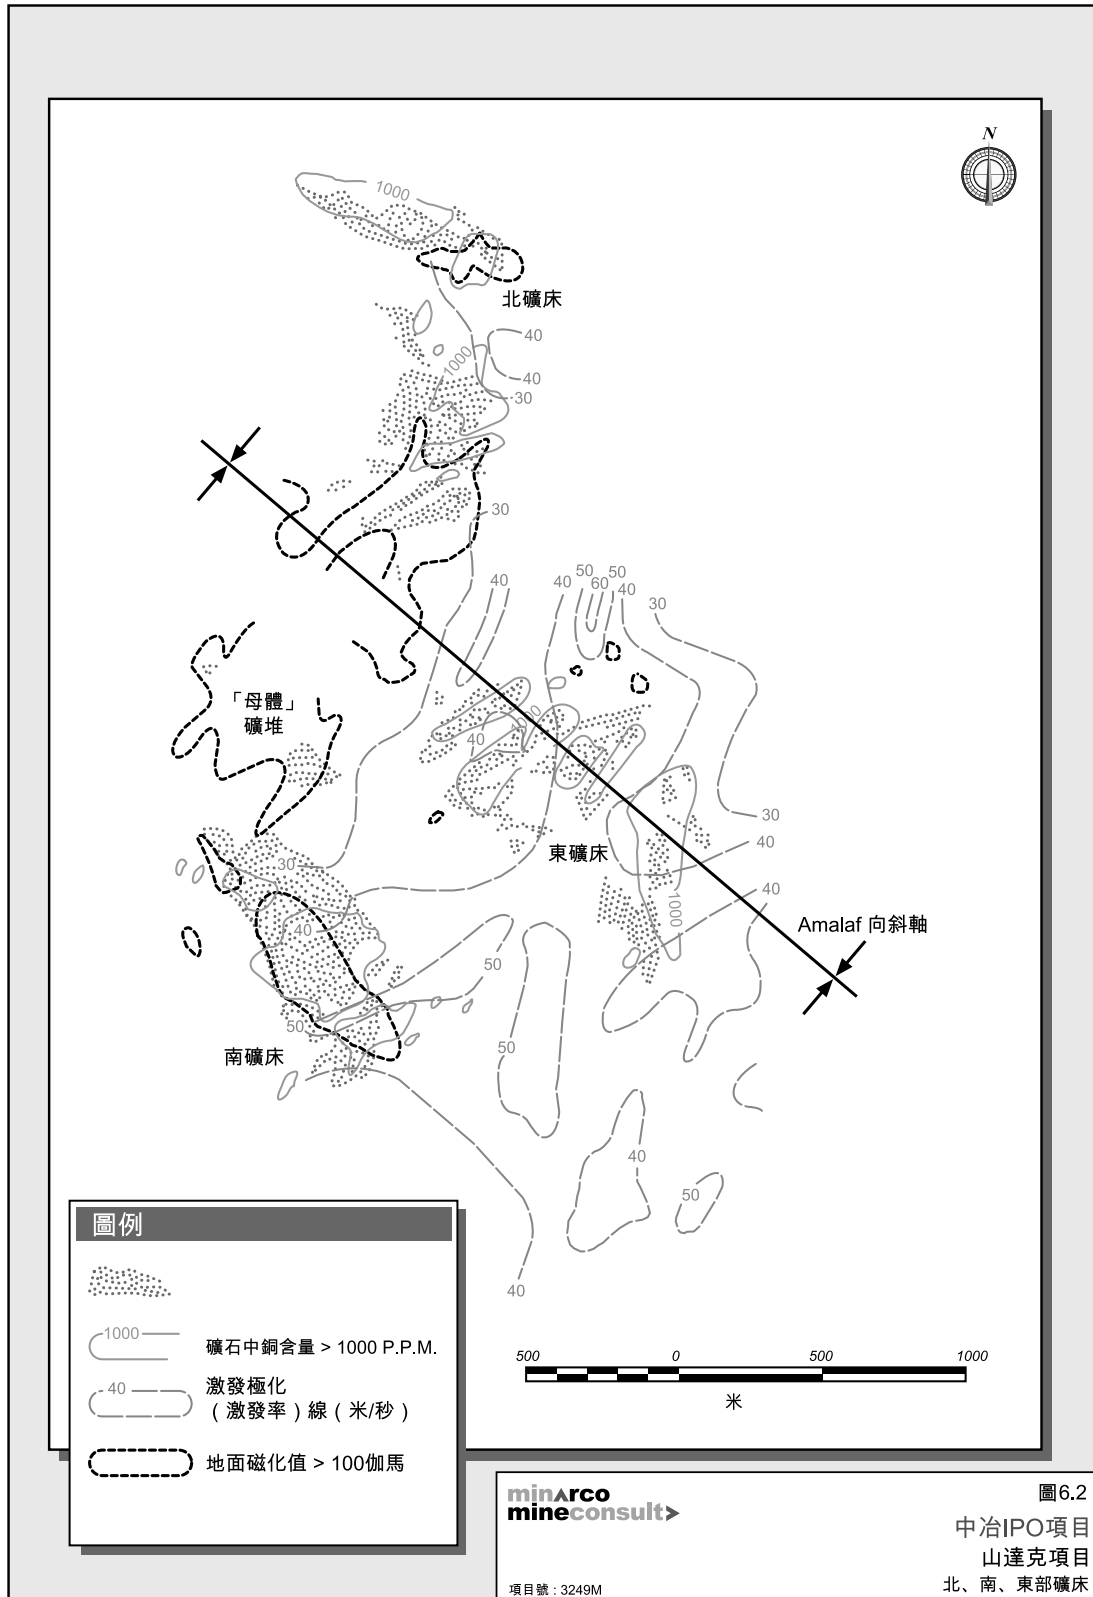 N
1000
北礦床
40
1000
40
30
30
40
40
50
60
50
40
30
「母體」
礦堆
1000
40
30
東礦床
40
30
40
1000
Amalaf 向斜軸
40
50
50
50
南礦床
40
50
40
圖例
1000
礦石中銅含量 > 1000 P.P.M.
40
激發極化
（激發率）線（米/秒）
地面磁化值 > 100伽馬
500 0 500 1000
米
minarco
mineconsult
圖6.2
中冶IPO項目
山達克項目
北、南、東部礦床
項目號 : 3249M